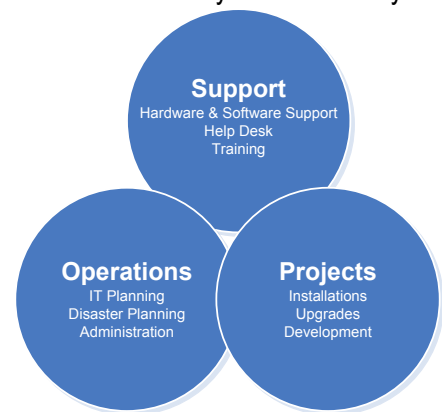 Support
Hardware & Software Support
Help Desk
Training
Operations
IT Planning
Disaster Planning
Administration
Projects
Installations
Upgrades
Development